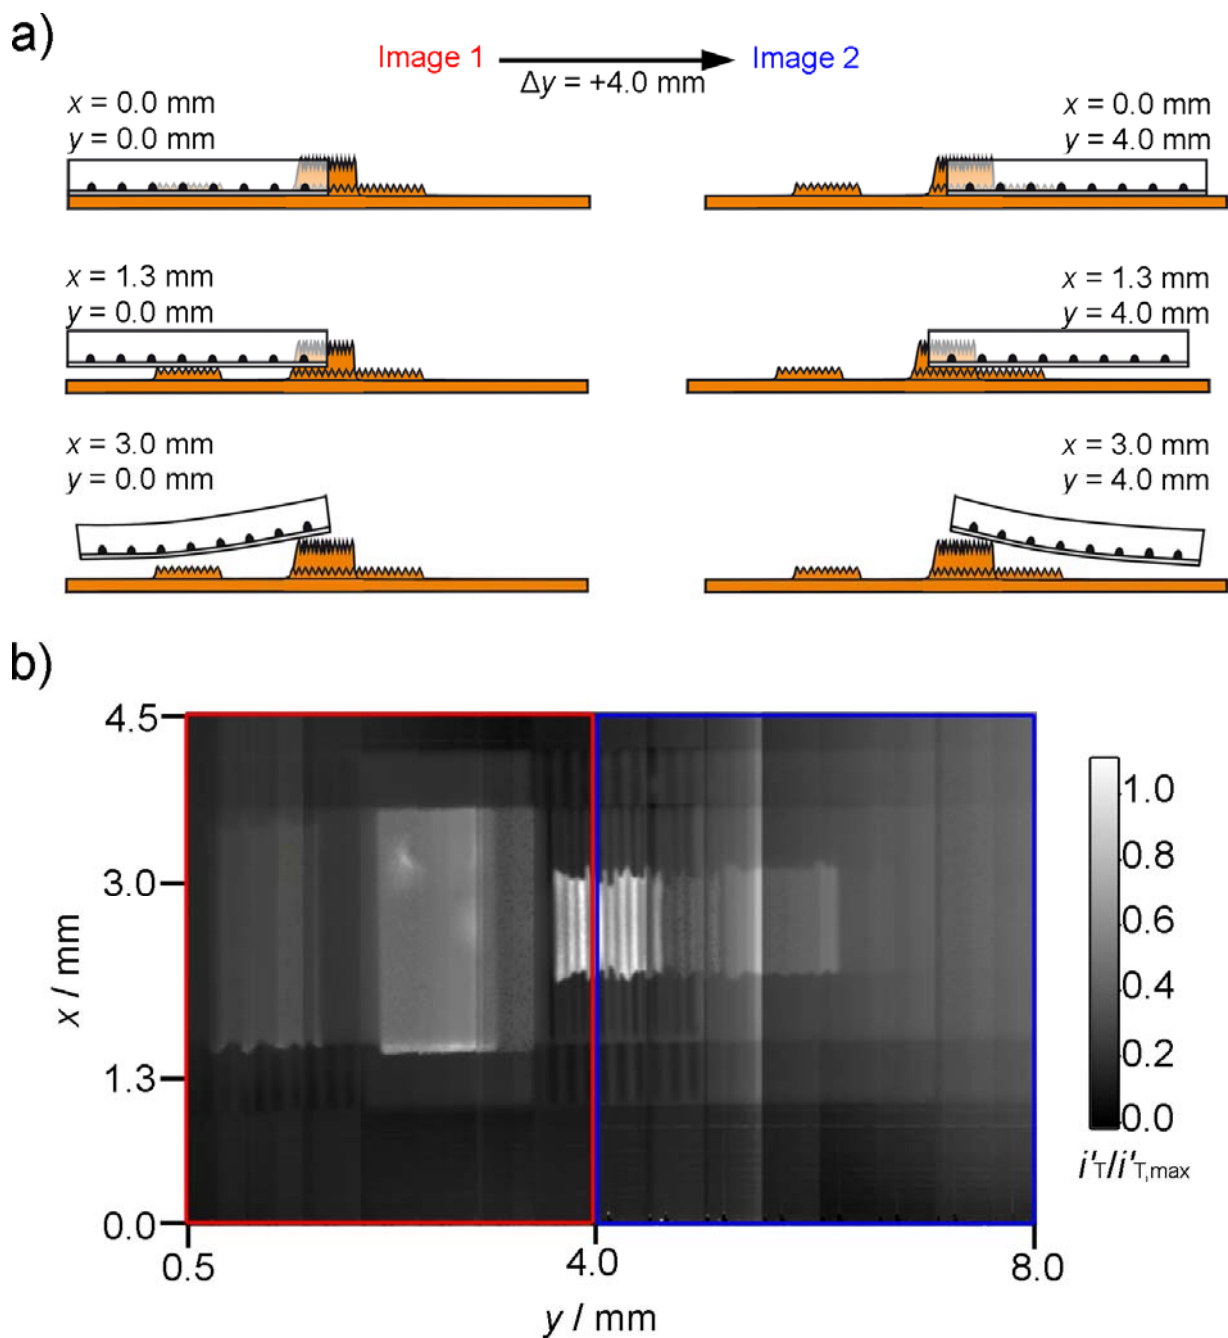 a)
Image 1
Image 2
Δy = +4.0 mm
x = 0.0 mm
y = 0.0 mm
x = 0.0 mm
y = 4.0 mm
x = 1.3 mm
y = 0.0 mm
x = 1.3 mm
y = 4.0 mm
x = 3.0 mm
y = 0.0 mm
x = 3.0 mm
y = 4.0 mm
b)
4.5
3.0
1.3
0.0
x / mm
0.5
4.0
8.0
y / mm
1.0
0.8
0.6
0.4
0.2
0.0
i'T/i'T,max